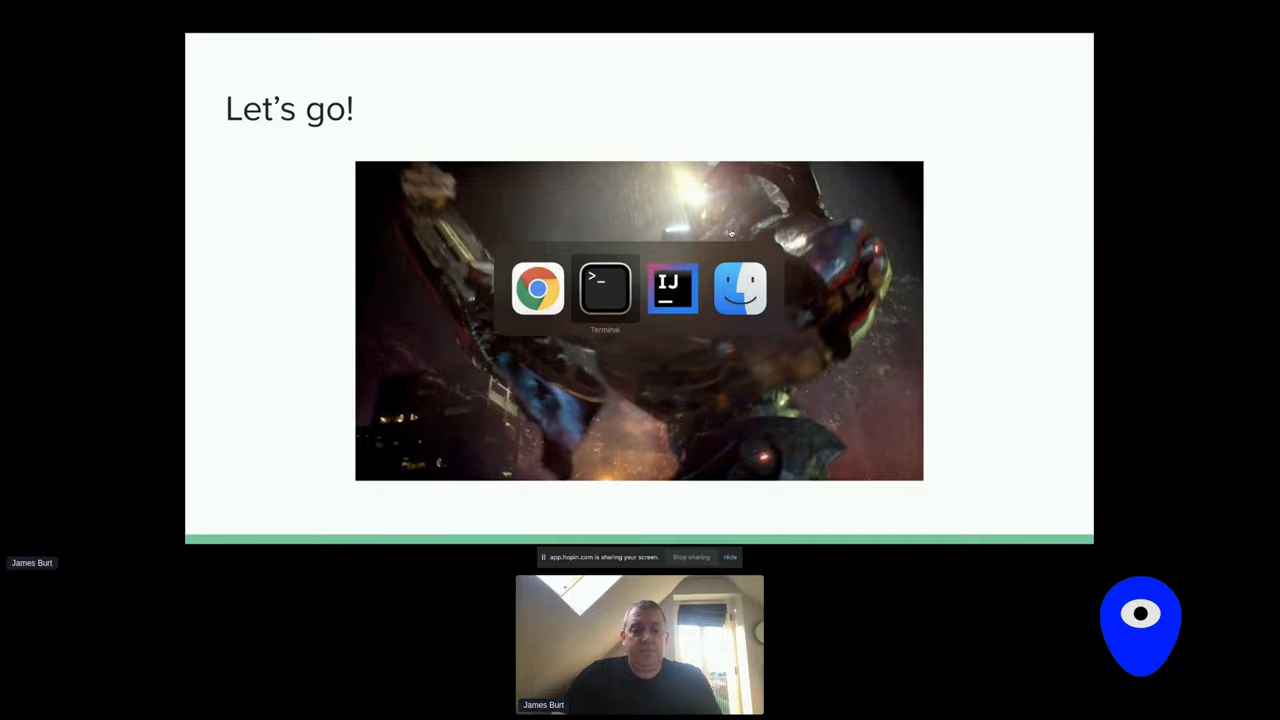 Let's go!
>_
IJ
Terminal
app.hopin.com is sharing your screen.
Stop sharing
Hide
James Burt
James Burt